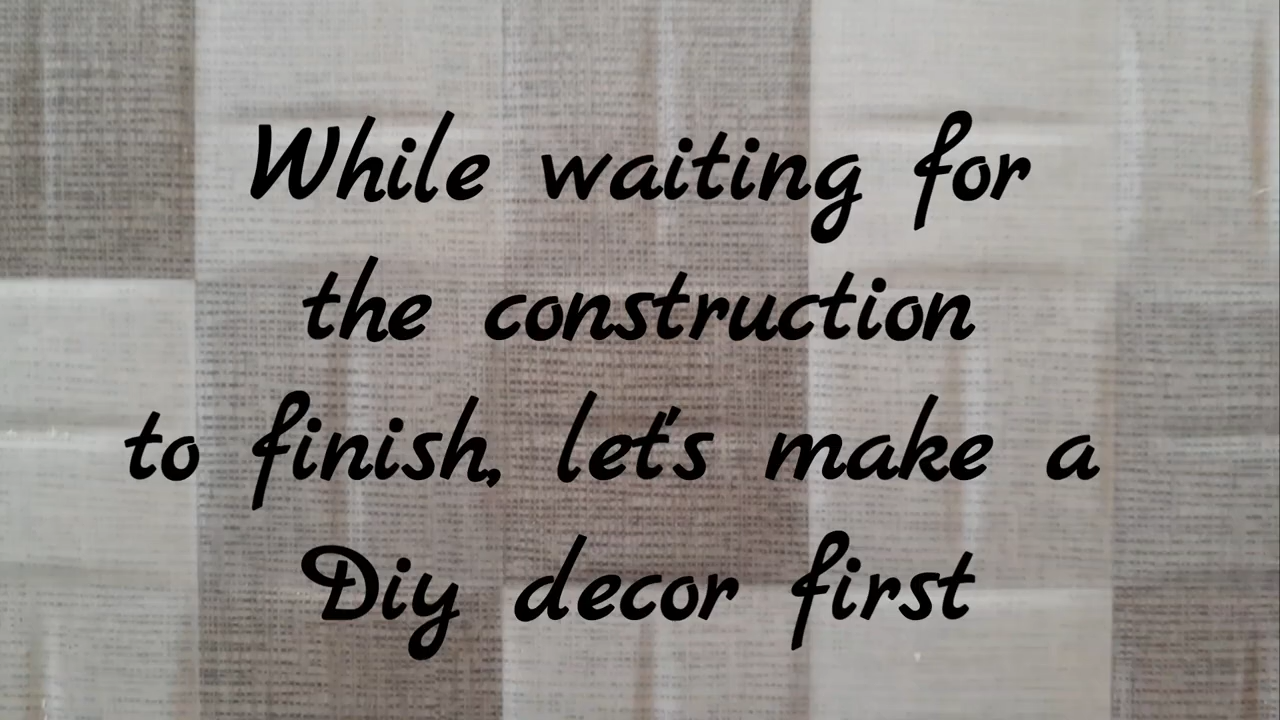 While waiting for
the construction
to finish, let's make a
Diy decor first